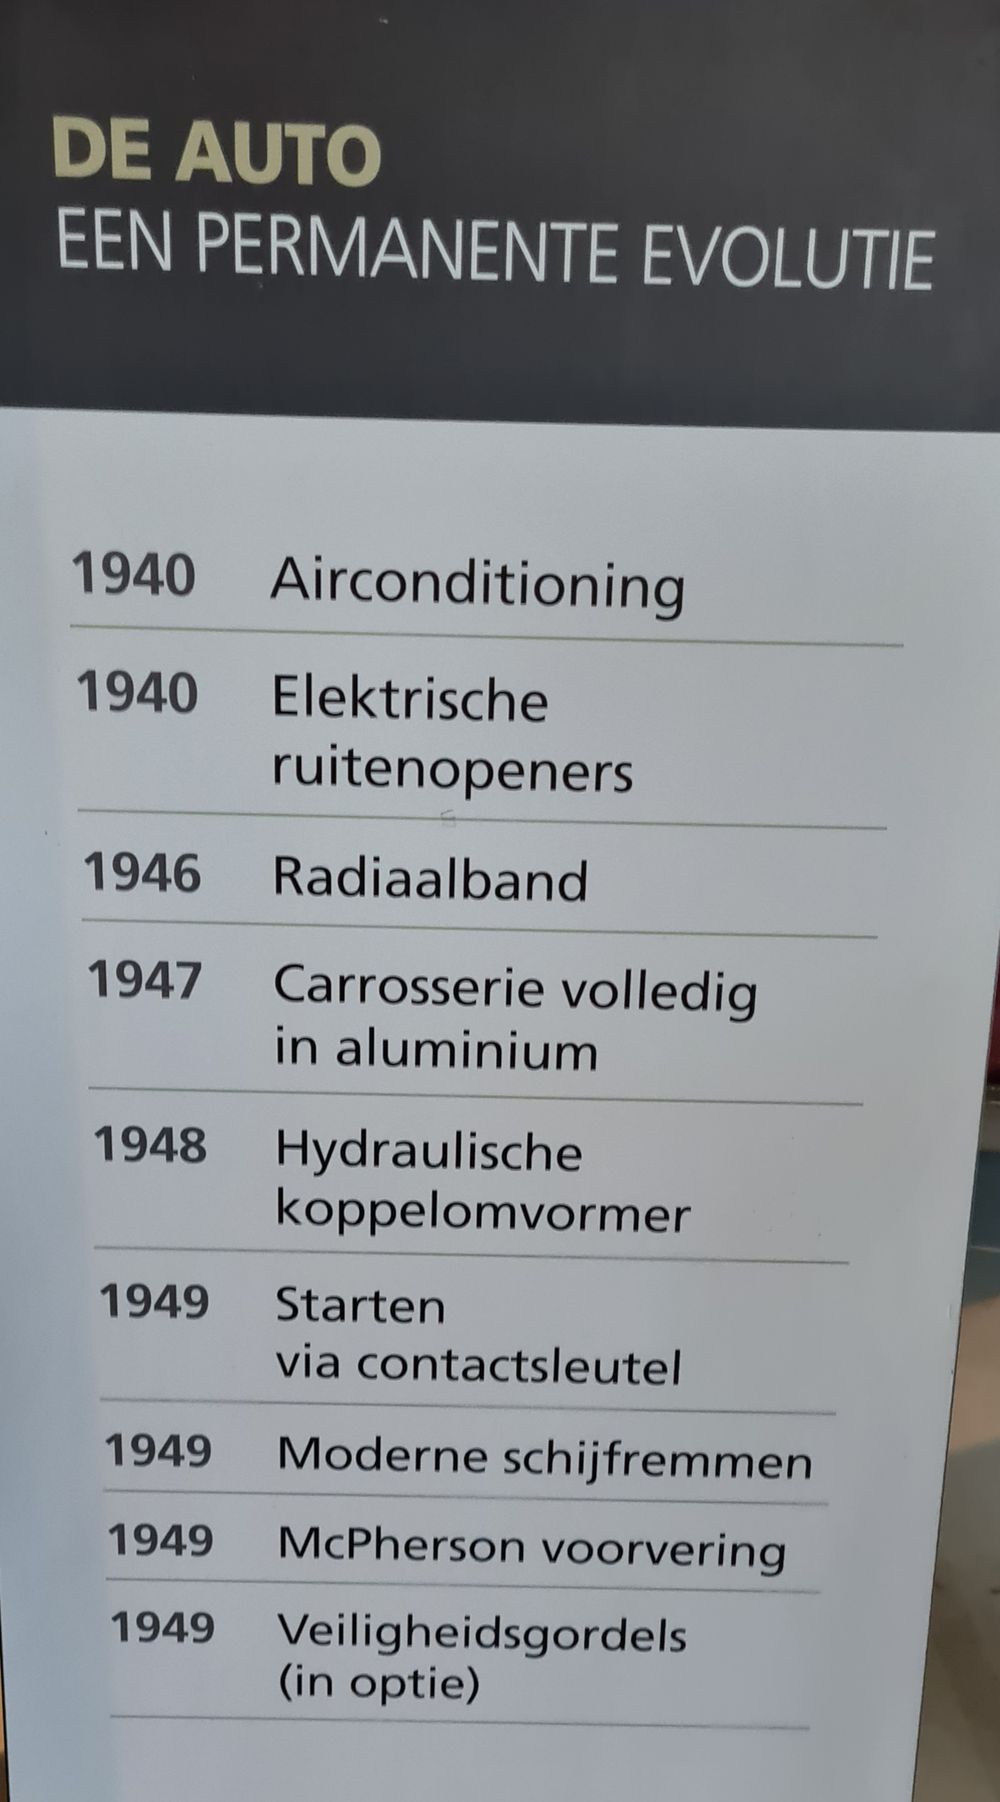 DE AUTO
EEN PERMANENTE EVOLUTIE
1940 Airconditioning
1940 Elektrische
ruitenopeners
1946 Radiaalband
1947 Carrosserie volledig
in aluminium
1948 Hydraulische
koppelomvormer
1949 Starten
via contactsleutel
1949 Moderne schijfremmen
1949 McPherson voorvering
1949 Veiligheidsgordels
(in optie)